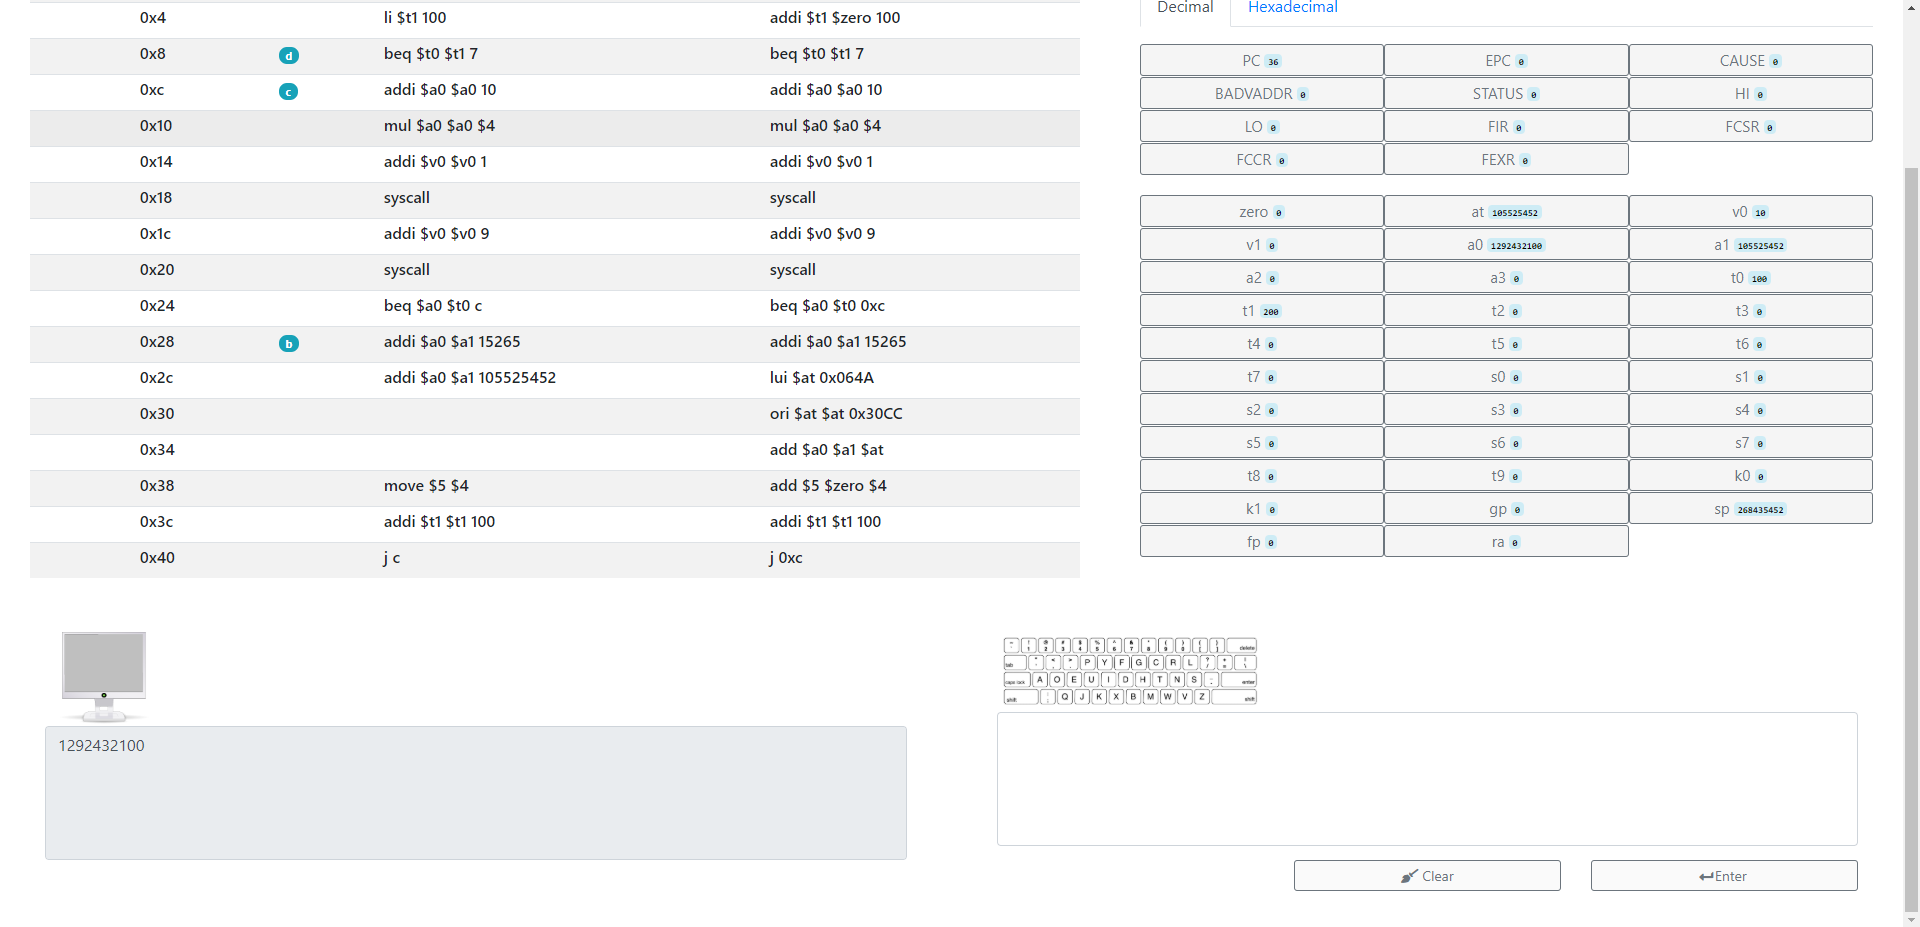 0x4 li $t1 100 addi $t1 $zero 100
0x8 d beq $t0 $t1 7 beq $t0 $t1 7
0xc c addi $a0 $a0 10 addi $a0 $a0 10
0x10 mul $a0 $a0 $4 mul $a0 $a0 $4
0x14 addi $v0 $v0 1 addi $v0 $v0 1
0x18 syscall syscall
0x1c addi $v0 $v0 9 addi $v0 $v0 9
0x20 syscall syscall
0x24 beq $a0 $t0 c beq $a0 $t0 0xc
0x28 b addi $a0 $a1 15265 addi $a0 $a1 15265
0x2c addi $a0 $a1 105525452 lui $at 0x064A
0x30 ori $at $at 0x30CC
0x34 add $a0 $a1 $at
0x38 move $5 $4 add $5 $zero $4
0x3c addi $t1 $t1 100 addi $t1 $t1 100
0x40 j c j 0xc
Decimal Hexadecimal
PC 36 EPC 0 CAUSE 0
BADVADDR 0 STATUS 0 HI 0
LO 0 FIR 0 FCSR 0
FCCR 0 FEXR 0
zero 0 at 105525452 v0 10
v1 0 a0 1292432100 a1 105525452
a2 0 a3 0 t0 100
t1 200 t2 0 t3 0
t4 0 t5 0 t6 0
t7 0 s0 0 s1 0
s2 0 s3 0 s4 0
s5 0 s6 0 s7 0
t8 0 t9 0 k0 0
k1 0 gp 0 sp 268435452
fp 0 ra 0
1292432100
delete
tab P Y F G C R L
caps lock A O E U I D H T N S enter
shift Q J K X B M W V Z shift
Clear Enter